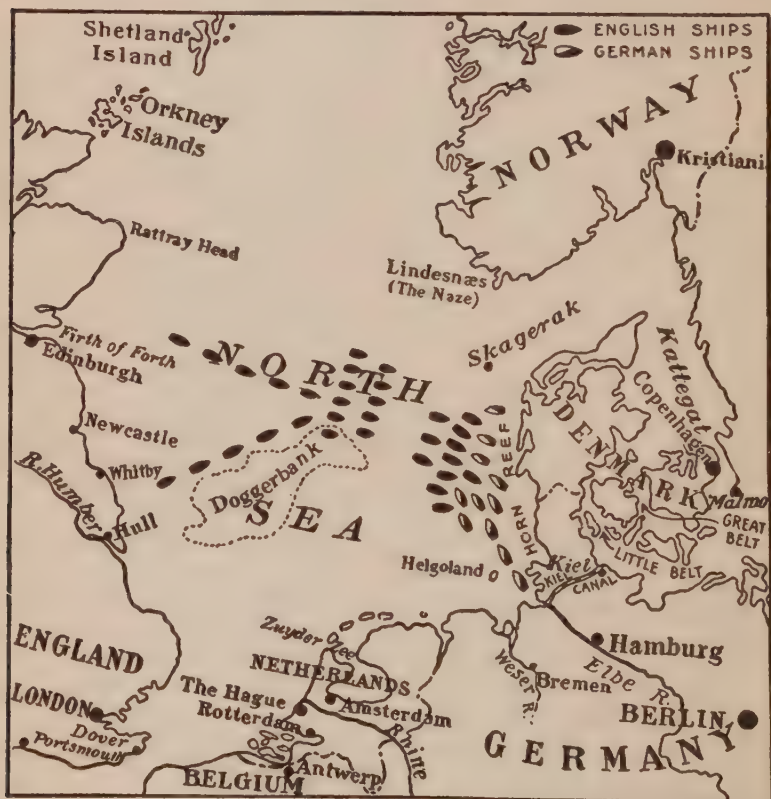 Shetland
Island
ENGLISH SHIPS
GERMAN SHIPS
Orkney
Islands
NORWAY
Kristiani
Rattray Head
Lindesnæs
(The Naze)
Skagerak
Kattegat
Firth of Forth
Edinburgh
NORTH
SEA
Copenhagen
DENMARK
HORN REEF
Newcastle
Whitby
Doggerbank
R. Humber
Hull
Malmo
GREAT
BELT
LITTLE BELT
Helgoland
Kiel
KIEL
CANAL
ENGLAND
Zuyder Zee
NETHERLANDS
Hamburg
Elbe R.
Weser R.
Bremen
LONDON
The Hague
Amsterdam
Rotterdam
BERLIN
Dover
Portsmouth
Rhine
GERMANY
BELGIUM
Antwerp